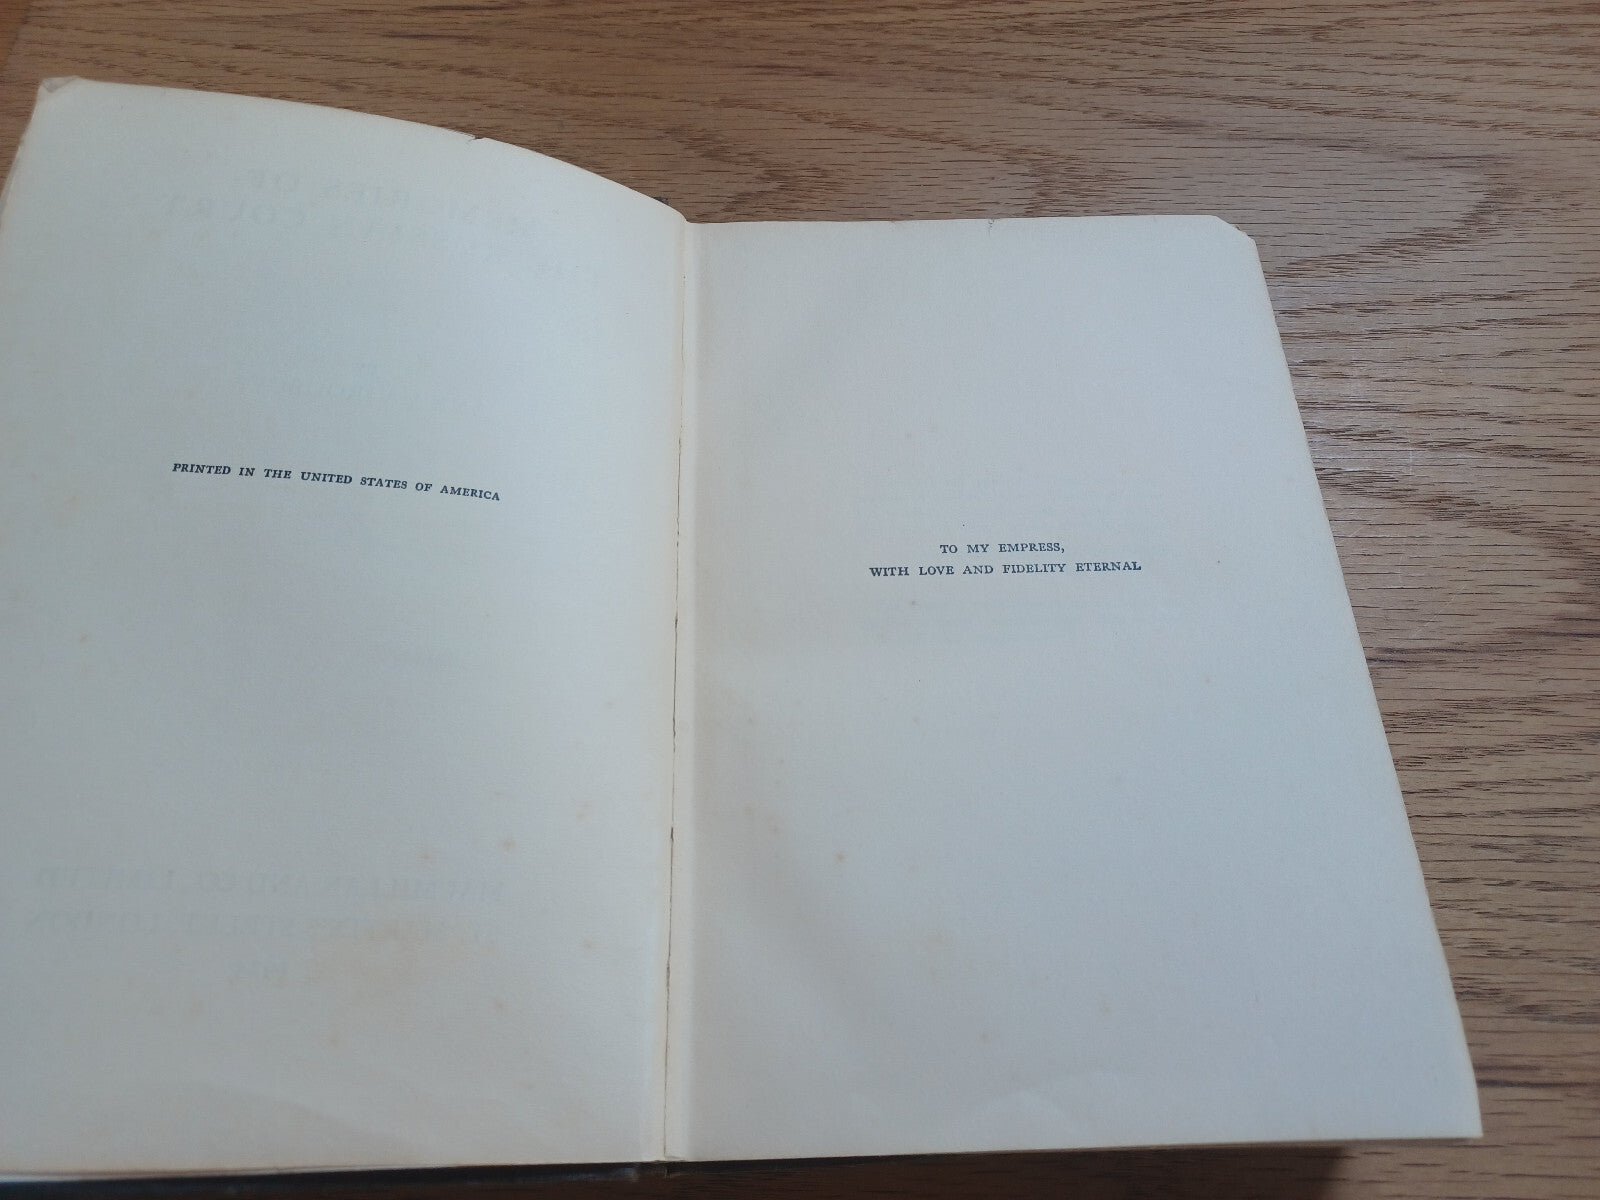 PRINTED IN THE UNITED STATES OF AMERICA
TO MY EMPRESS,
WITH LOVE AND FIDELITY ETERNAL